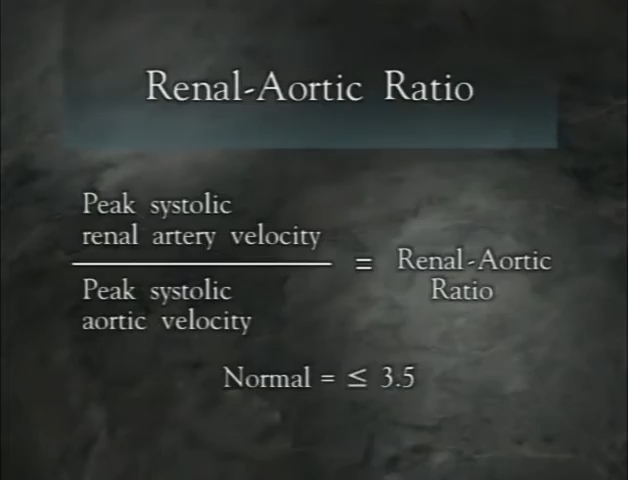 Renal-Aortic Ratio
Peak systolic
renal artery velocity
Peak systolic
aortic velocity
= Renal-Aortic
Ratio
Normal = ≤ 3.5